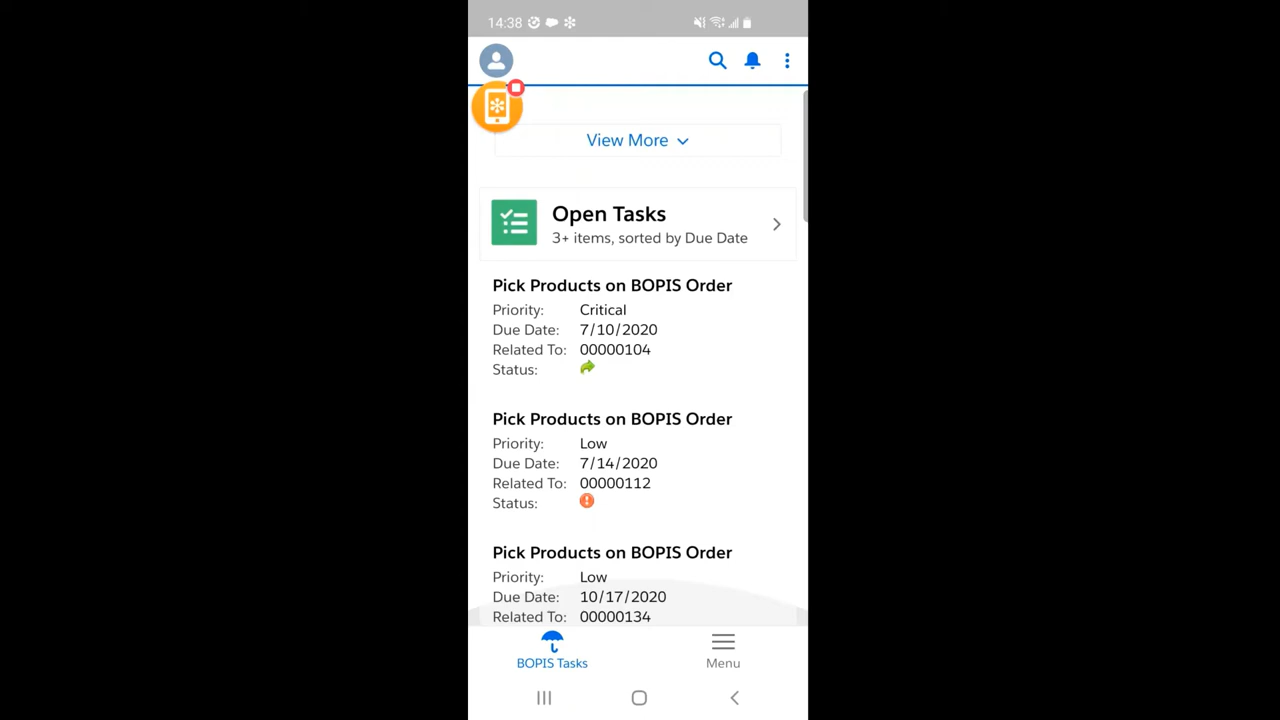 14:38
View More
Open Tasks
3+ items, sorted by Due Date
Pick Products on BOPIS Order
Priority: Critical
Due Date: 7/10/2020
Related To: 00000104
Status:
Pick Products on BOPIS Order
Priority: Low
Due Date: 7/14/2020
Related To: 00000112
Status:
Pick Products on BOPIS Order
Priority: Low
Due Date: 10/17/2020
Related To: 00000134
BOPIS Tasks
Menu